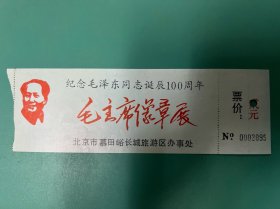 纪念毛泽东同志诞辰100周年
毛主席像章展
北京市慕田峪长城旅游区办事处
票价：
元
№ 0003095